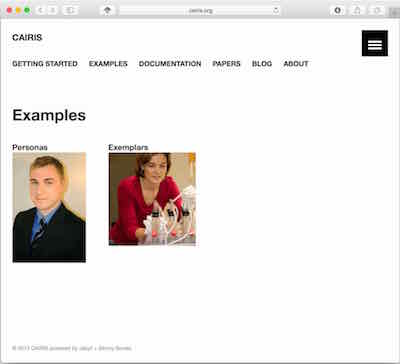 cairis.org
CAIRIS
GETTING STARTED EXAMPLES DOCUMENTATION PAPERS BLOG ABOUT
Examples
Personas Exemplars
CAIRIS powered by Jekyll + Skinny Bones.